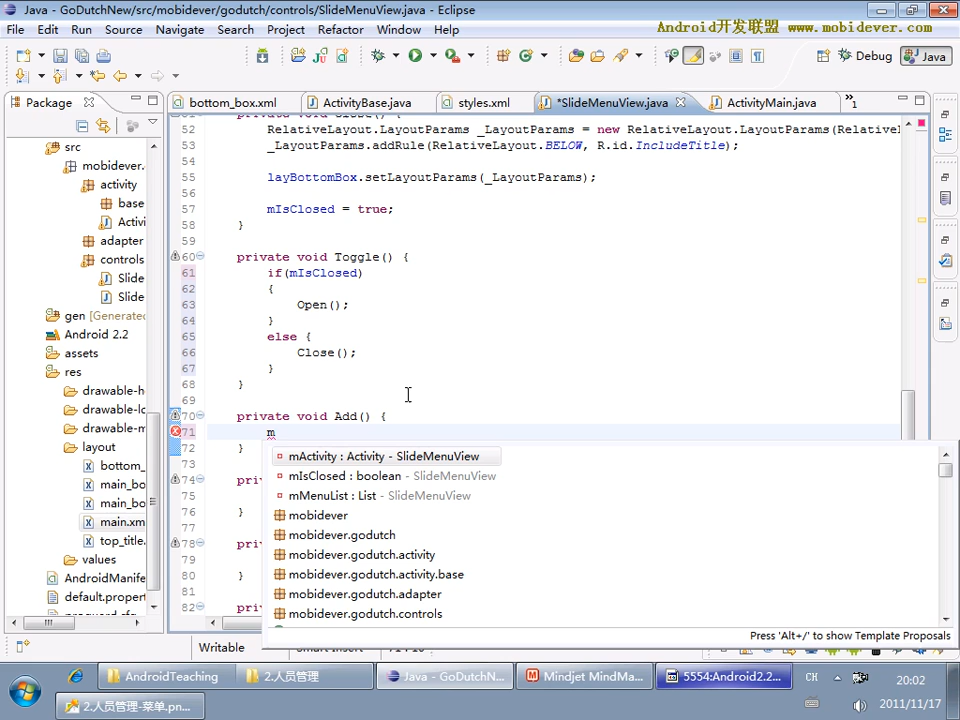 Java - GoDutchNew/src/mobidever/godutch/controls/SlideMenuView.java - Eclipse
File Edit Source Navigate Search Project Refactor Window Help
Android开发联盟 www.mobidever.com
Debug Java
Package
bottom_box.xml ActivityBase.java styles.xml *SlideMenuView.java ActivityMain.java »1
src
mobidever.
activity
base
Activi
adapter
controls
Slide
Slide
gen [Generated
Android 2.2
assets
res
drawable-h
drawable-l
drawable-m
layout
bottom_
main_bo
main_bo
main.xm
top_title.
values
AndroidManife
default.proper
52 RelativeLayout.LayoutParams _LayoutParams = new RelativeLayout.LayoutParams(Relativel
53 _LayoutParams.addRule(RelativeLayout.BELOW, R.id.IncludeTitle);
54
55 layBottomBox.setLayoutParams(_LayoutParams);
56
57 mIsClosed = true;
58 }
59
60 private void Toggle() {
61 if(mIsClosed)
62 {
63 Open();
64 }
65 else {
66 Close();
67 }
68 }
69
70 private void Add() {
71 m
72 }
73
74 pri
75
76 }
77
78 pri
79
80 }
81
82 pri
mActivity : Activity - SlideMenuView
mIsClosed : boolean - SlideMenuView
mMenuList : List - SlideMenuView
mobidever
mobidever.godutch
mobidever.godutch.activity
mobidever.godutch.activity.base
mobidever.godutch.adapter
mobidever.godutch.controls
Press 'Alt+/' to show Template Proposals
Writable
AndroidTeaching 2.人员管理 Java - GoDutchN... Mindjet MindMa... 5554:Android2.2... CH 20:02
2.人员管理-菜单.pn... 2011/11/17